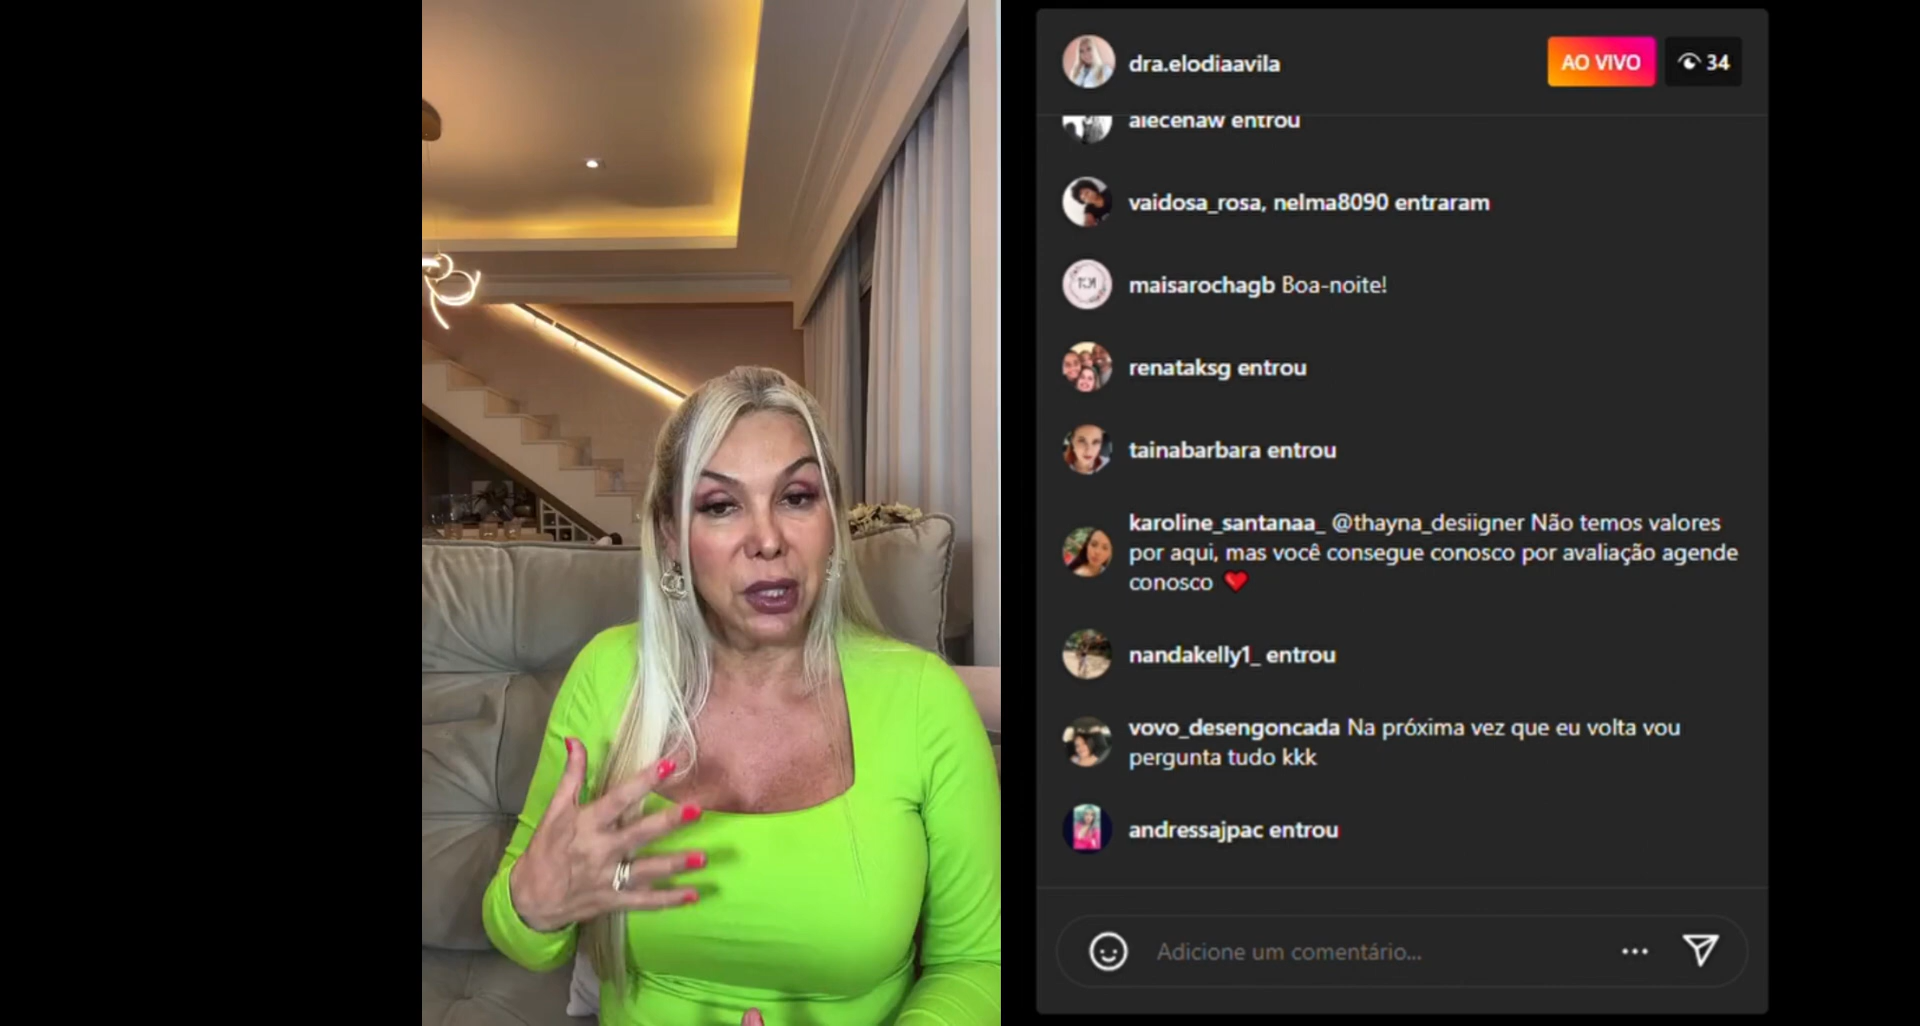 dra.elodiaavila
AO VIVO
34
alecenaw entrou
vaidosa_rosa, nelma8090 entraram
maisarochagb Boa-noite!
renataksg entrou
tainabarbara entrou
karoline_santanaa_ @thayna_desiigner Não temos valores
por aqui, mas você consegue conosco por avaliação agende
conosco ❤️
nandakelly1_ entrou
vovo_desengoncada Na próxima vez que eu volta vou
pergunta tudo kkk
andressajpac entrou
Adicione um comentário...